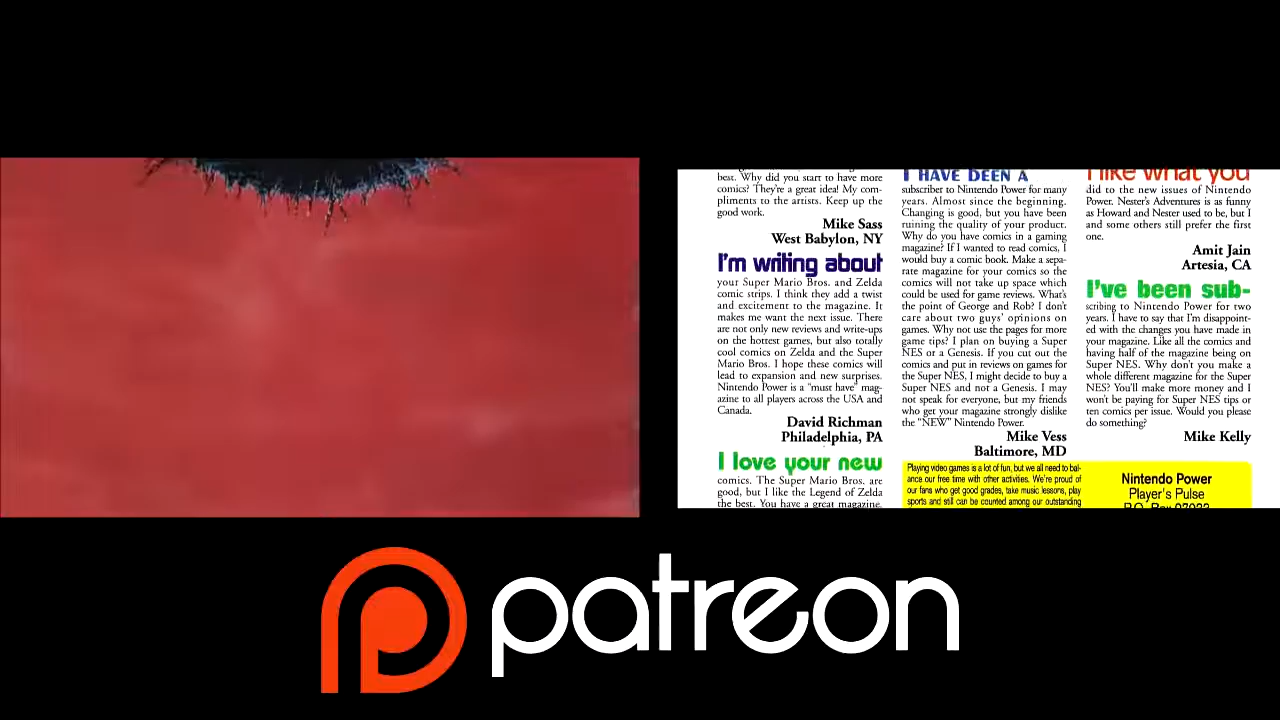 best. Why did you start to have more
comics? They're a great idea! My com-
pliments to the artists. Keep up the
good work.
Mike Sass
West Babylon, NY
I'm writing about
your Super Mario Bros. and Zelda
comic strips. I think they add a twist
and excitement to the magazine. It
makes me want the next issue. There
are not only new reviews and write-ups
on the hottest games, but also totally
cool comics on Zelda and the Super
Mario Bros. I hope these comics will
lead to expansion and new surprises.
Nintendo Power is a "must have" mag-
azine to all players across the USA and
Canada.
David Richman
Philadelphia, PA
I love your new
comics. The Super Mario Bros. are
good, but I like the Legend of Zelda
the best. You have a great magazine.
I HAVE BEEN A
subscriber to Nintendo Power for many
years. Almost since the beginning.
Changing is good, but you have been
ruining the quality of your product.
Why do you have comics in a gaming
magazine? If I wanted to read comics, I
would buy a comic book. Make a sepa-
rate magazine for your comics so the
comics will not take up space which
could be used for game reviews. What's
the point of George and Rob? I don't
care about two guys' opinions on
games. Why not use the pages for more
game tips? I plan on buying a Super
NES or a Genesis. If you cut out the
comics and put in reviews on games for
the Super NES, I might decide to buy a
Super NES and not a Genesis. I may
not speak for everyone, but my friends
who get your magazine strongly dislike
the "NEW" Nintendo Power.
Mike Vess
Baltimore, MD
Playing video games is a lot of fun, but we all need to bal-
ance our free time with other activities. We're proud of
our fans who get good grades, take music lessons, play
sports and still can be counted among our outstanding
I like what you
did to the new issues of Nintendo
Power. Nester's Adventures is as funny
as Howard and Nester used to be, but I
and some others still prefer the first
one.
Amit Jain
Artesia, CA
I've been sub-
scribing to Nintendo Power for two
years. I have to say that I'm disappoint-
ed with the changes you have made in
your magazine. Like all the comics and
having half of the magazine being on
Super NES. Why don't you make a
whole different magazine for the Super
NES? You'll make more money and I
won't be paying for Super NES tips or
ten comics per issue. Would you please
do something?
Mike Kelly
Nintendo Power
Player's Pulse
P.O. Box
patreon